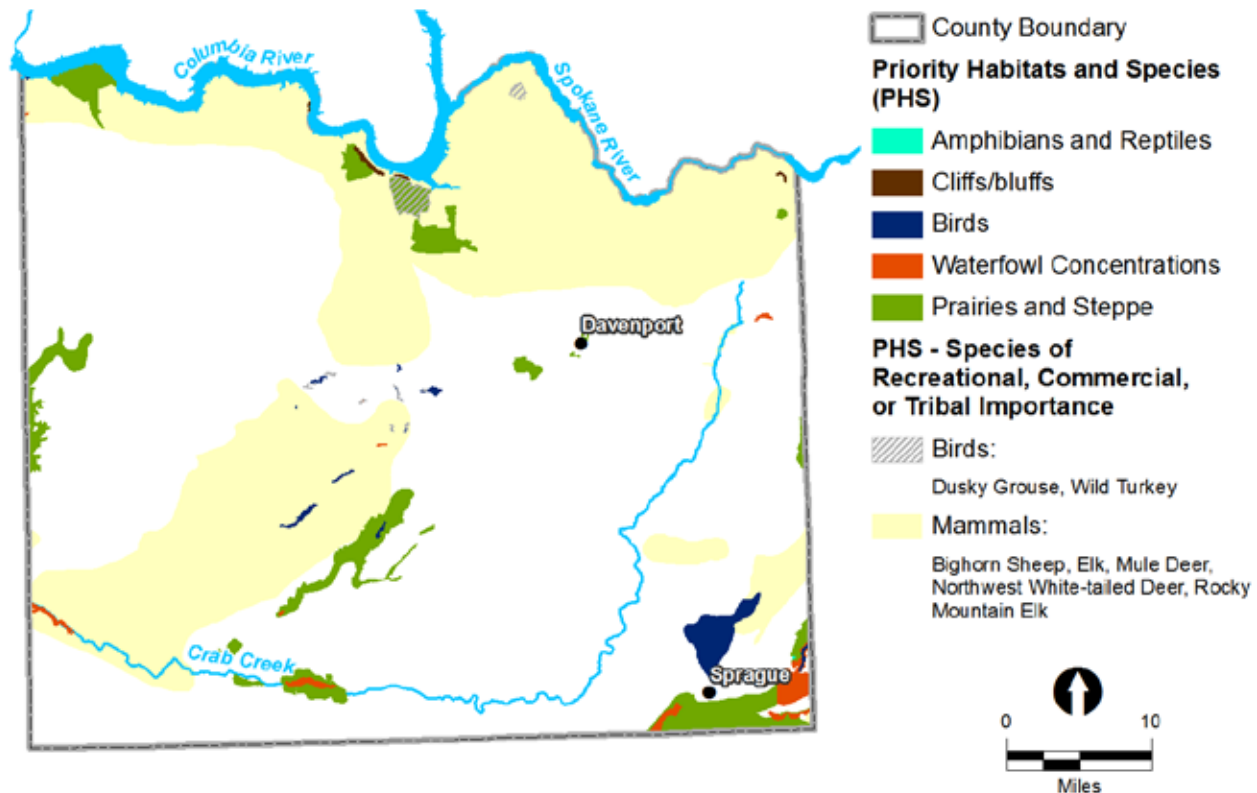 Columbia River
Spokane River
Davenport
Crab Creek
Sprague
County Boundary
Priority Habitats and Species
(PHS)
Amphibians and Reptiles
Cliffs/bluffs
Birds
Waterfowl Concentrations
Prairies and Steppe
PHS - Species of
Recreational, Commercial,
or Tribal Importance
Birds:
Dusky Grouse, Wild Turkey
Mammals:
Bighorn Sheep, Elk, Mule Deer,
Northwest White-tailed Deer, Rocky
Mountain Elk
0 10
Miles